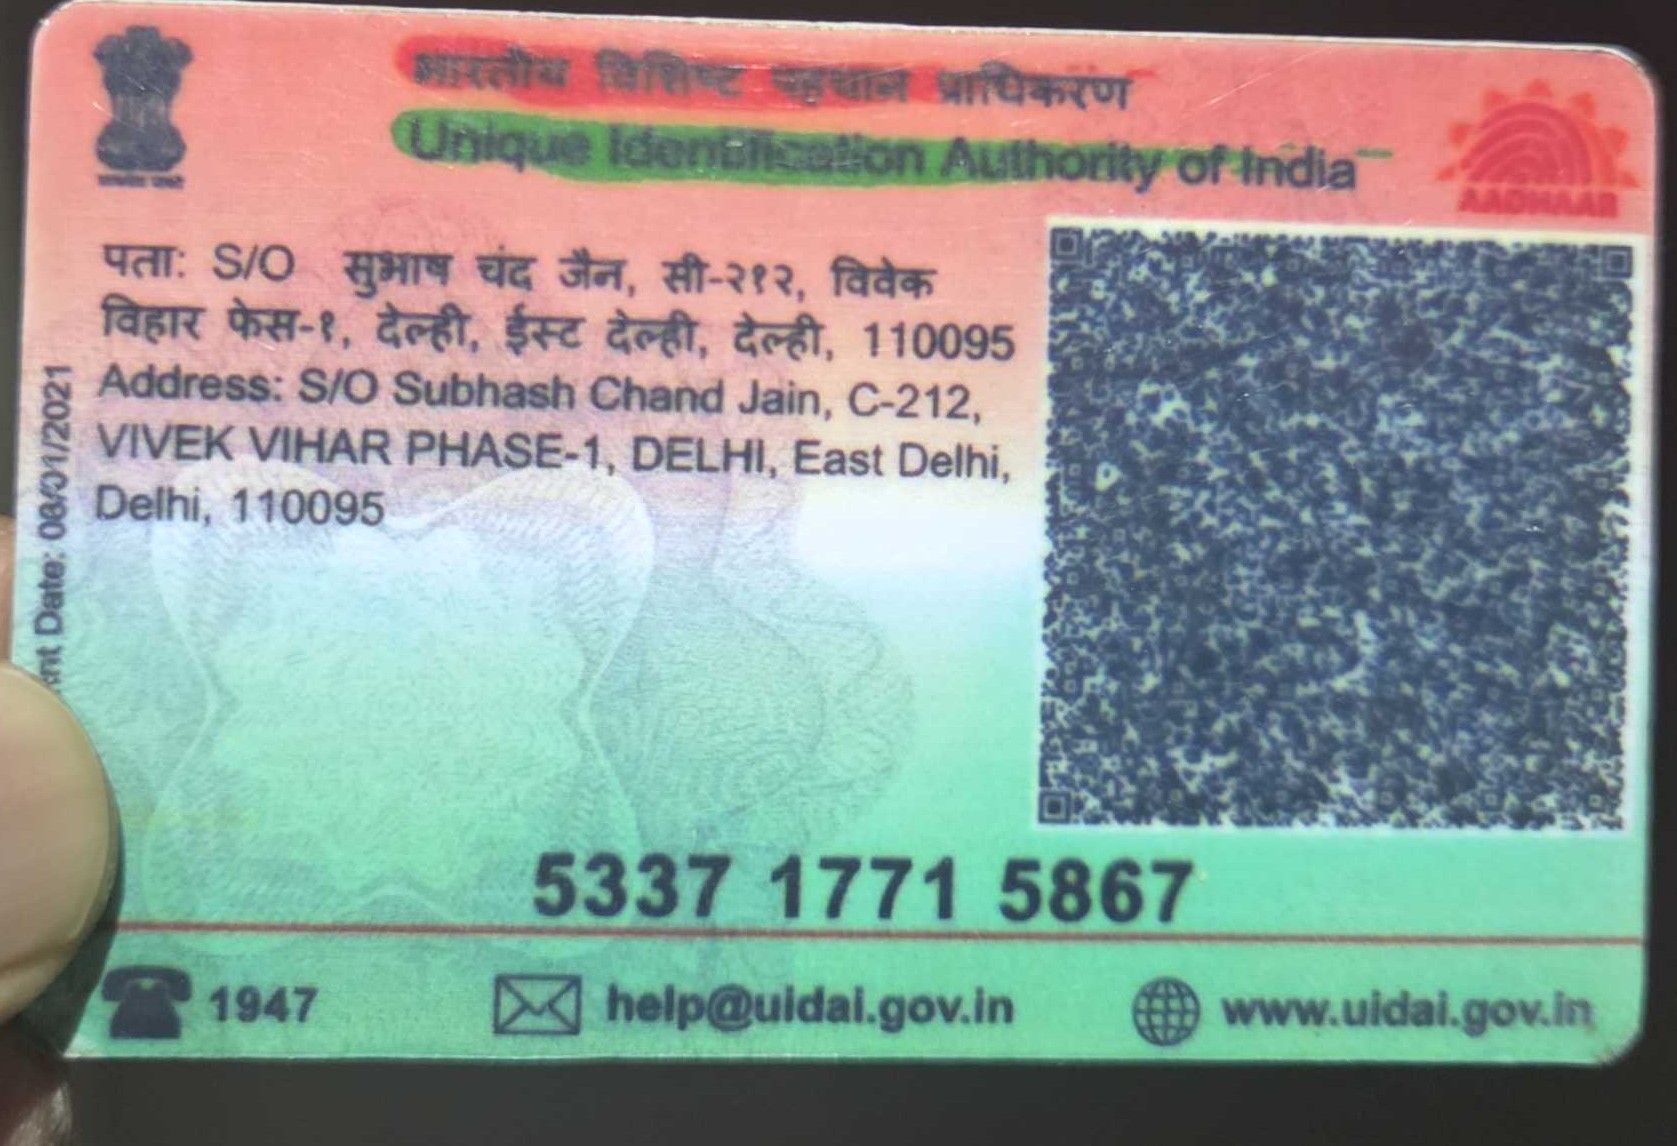 भारतीय विशिष्ट पहचान प्राधिकरण
Unique Identification Authority of India
AADHAAR
पता: S/O सुभाष चंद जैन, सी-२१२, विवेक
विहार फेस-१, देल्ही, ईस्ट देल्ही, देल्ही, 110095
Address: S/O Subhash Chand Jain, C-212,
VIVEK VIHAR PHASE-1, DELHI, East Delhi,
Delhi, 110095
Date: 08/01/2021
5337 1771 5867
1947
help@uidai.gov.in
www.uidai.gov.in